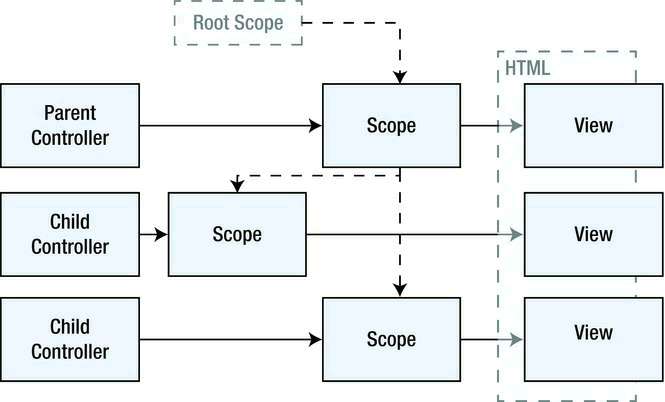 Root Scope
HTML
Parent
Controller
Scope
View
Child
Controller
Scope
View
Child
Controller
Scope
View